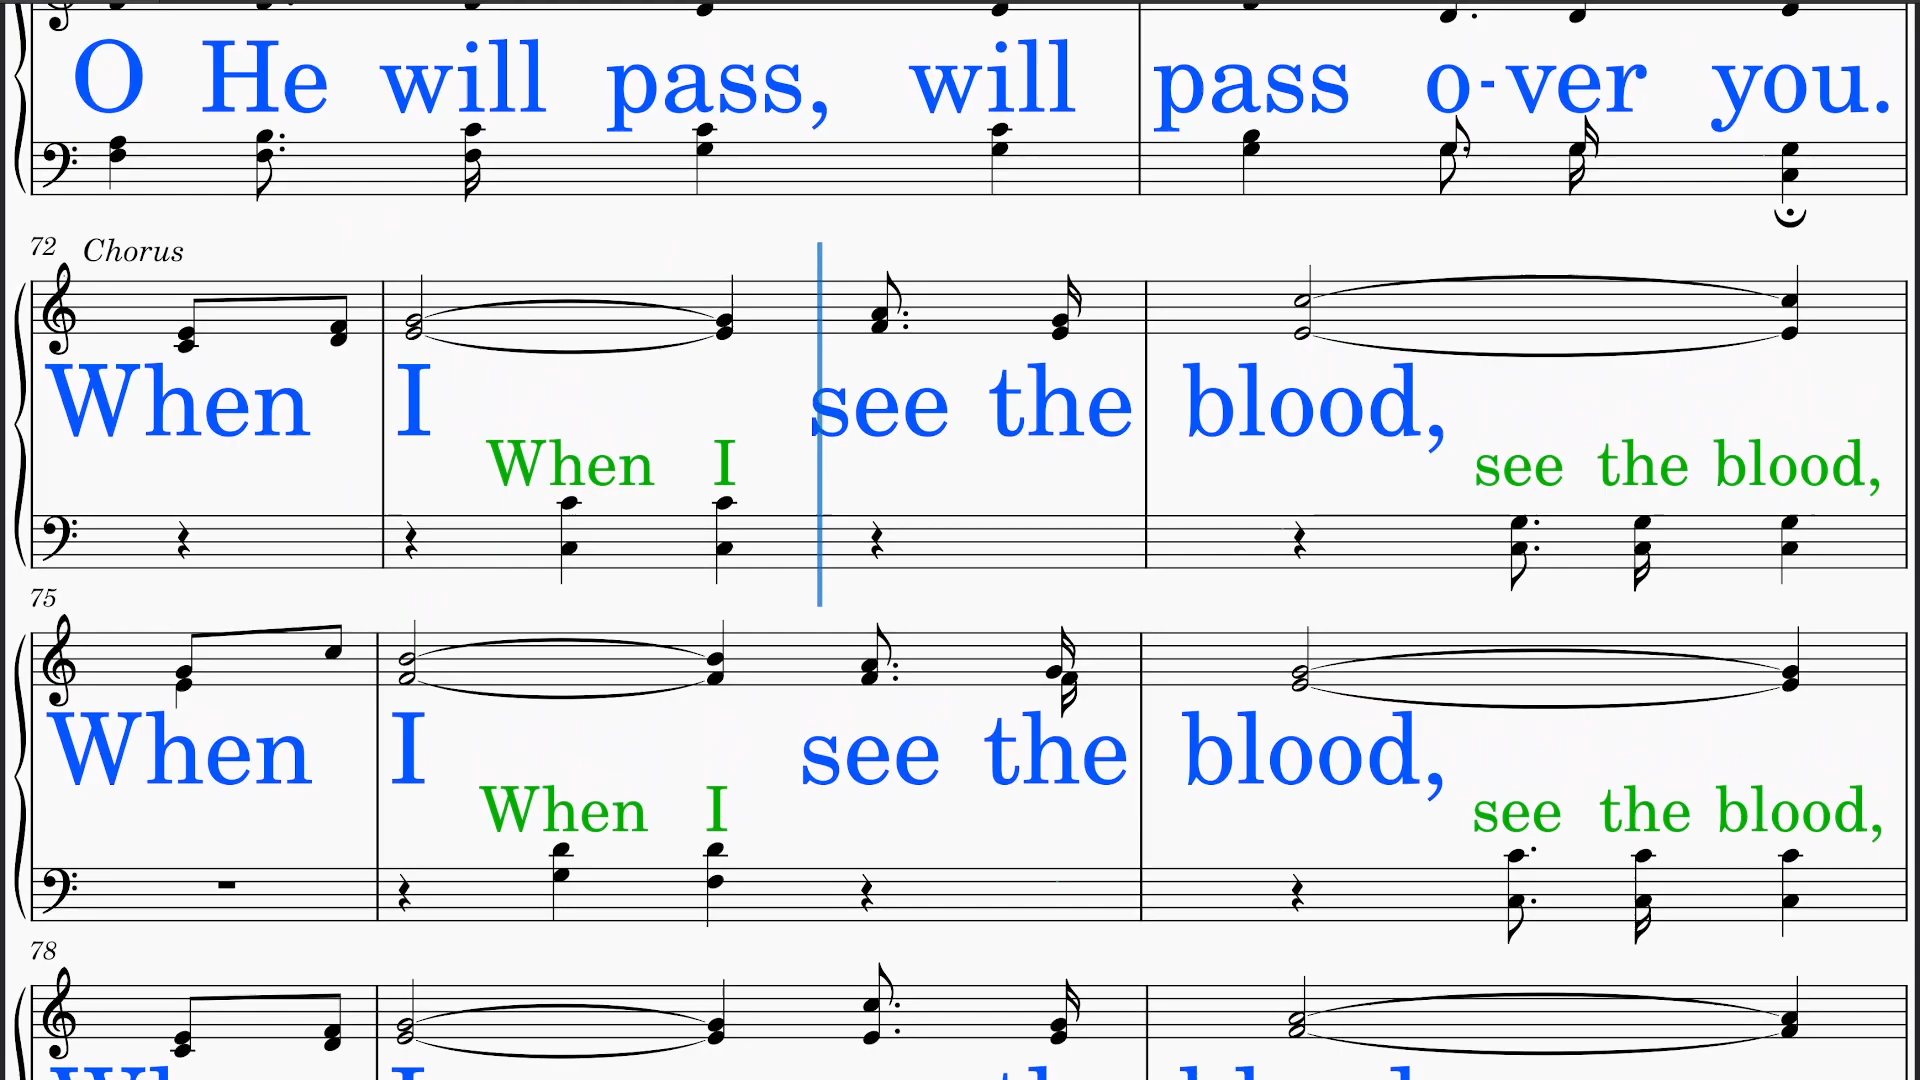 O He will pass, will pass o-ver you.
72 Chorus
When I see the blood,
When I see the blood,
75
When I see the blood,
When I see the blood,
78